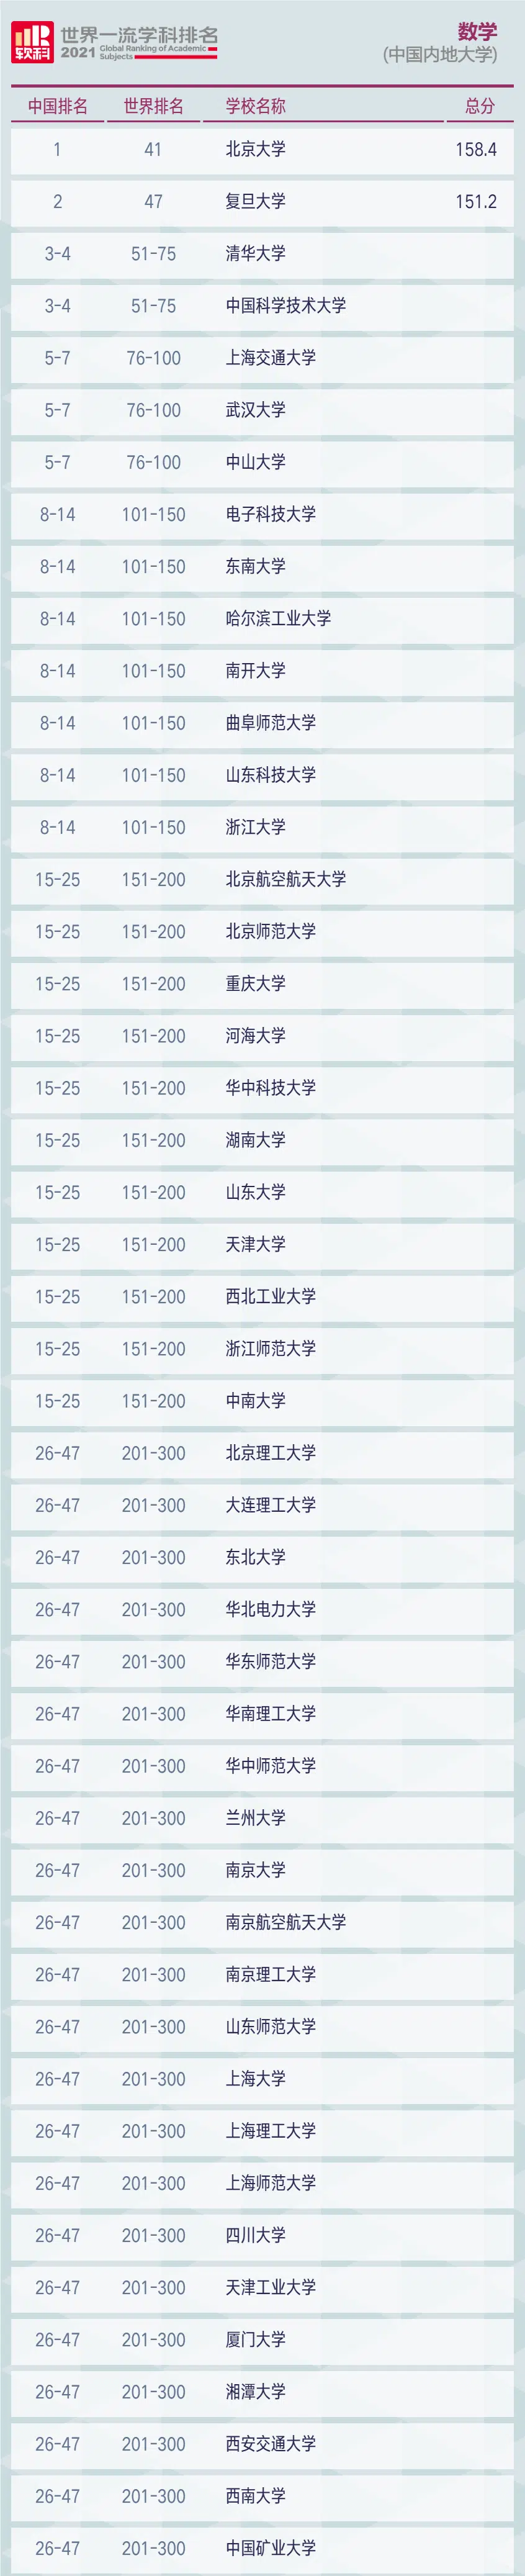 软科
世界一流学科排名
2021 Global Ranking of Academic Subjects
数学
(中国内地大学)
中国排名 世界排名 学校名称 总分
1 41 北京大学 158.4
2 47 复旦大学 151.2
3-4 51-75 清华大学
3-4 51-75 中国科学技术大学
5-7 76-100 上海交通大学
5-7 76-100 武汉大学
5-7 76-100 中山大学
8-14 101-150 电子科技大学
8-14 101-150 东南大学
8-14 101-150 哈尔滨工业大学
8-14 101-150 南开大学
8-14 101-150 曲阜师范大学
8-14 101-150 山东科技大学
8-14 101-150 浙江大学
15-25 151-200 北京航空航天大学
15-25 151-200 北京师范大学
15-25 151-200 重庆大学
15-25 151-200 河海大学
15-25 151-200 华中科技大学
15-25 151-200 湖南大学
15-25 151-200 山东大学
15-25 151-200 天津大学
15-25 151-200 西北工业大学
15-25 151-200 浙江师范大学
15-25 151-200 中南大学
26-47 201-300 北京理工大学
26-47 201-300 大连理工大学
26-47 201-300 东北大学
26-47 201-300 华北电力大学
26-47 201-300 华东师范大学
26-47 201-300 华南理工大学
26-47 201-300 华中师范大学
26-47 201-300 兰州大学
26-47 201-300 南京大学
26-47 201-300 南京航空航天大学
26-47 201-300 南京理工大学
26-47 201-300 山东师范大学
26-47 201-300 上海大学
26-47 201-300 上海理工大学
26-47 201-300 上海师范大学
26-47 201-300 四川大学
26-47 201-300 天津工业大学
26-47 201-300 厦门大学
26-47 201-300 湘潭大学
26-47 201-300 西安交通大学
26-47 201-300 西南大学
26-47 201-300 中国矿业大学